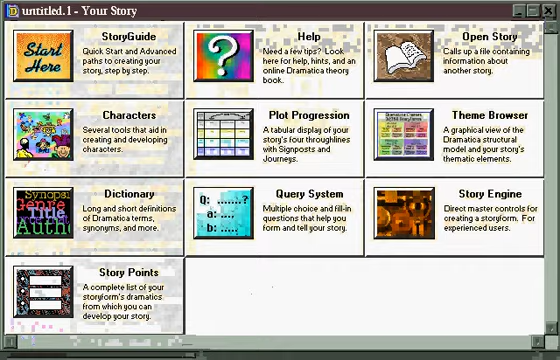 untitled.1 - Your Story
Start
Here
StoryGuide
Quick Start and Advanced
paths to creating your
story, step by step.
Help
Need a few tips? Look
here for help, hints, and an
online Dramatica theory
book.
Open Story
Calls up a file containing
information about
another story.
Characters
Several tools that aid in
creating and developing
characters.
Plot Progression
A tabular display of your
story's four throughlines
with Signposts and
Journeys.
Theme Browser
A graphical view of the
Dramatica structural
model and your story's
thematic elements.
Synopsi
Genre
Title
Autho
Dictionary
Long and short definitions
of Dramatica terms,
synonyms, and more.
Q: .......?
a: ....
b: .....
Query System
Multiple choice and fill-in
questions that help you
form and tell your story.
Story Engine
Direct master controls for
creating a storyform. For
experienced users.
Story Points
A complete list of your
storyform's dramatics
from which you can
develop your story.